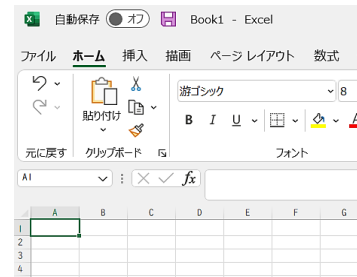 自動保存 オフ Book1 - Excel
ファイル ホーム 挿入 描画 ページ レイアウト 数式
貼り付け 游ゴシック 8
B I U
元に戻す クリップボード フォント
A1 fx
A B C D E F G
1
2
3
4